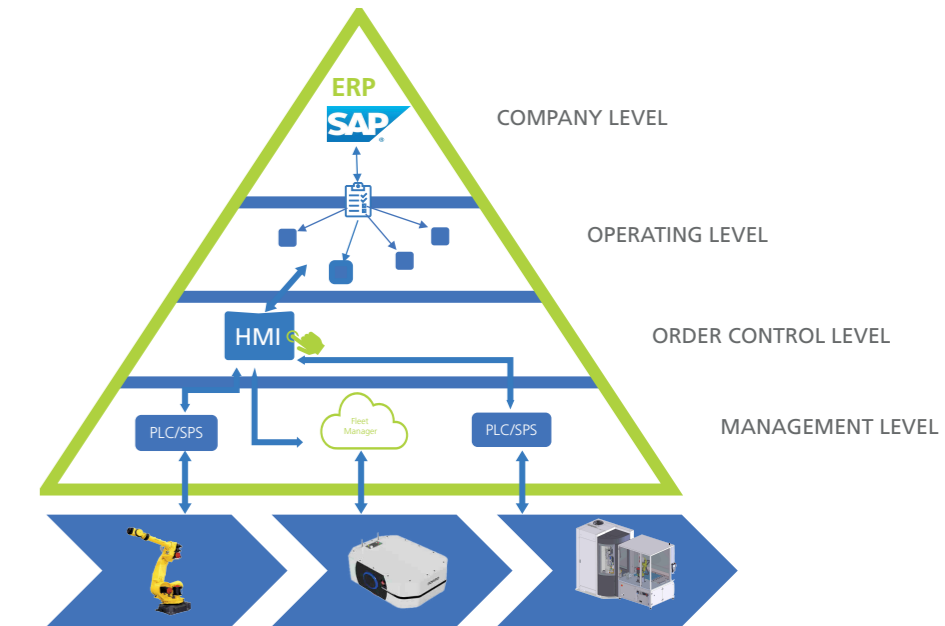 ERP
SAP
®
COMPANY LEVEL
OPERATING LEVEL
HMI
ORDER CONTROL LEVEL
PLC/SPS
Fleet
Manager
PLC/SPS
MANAGEMENT LEVEL